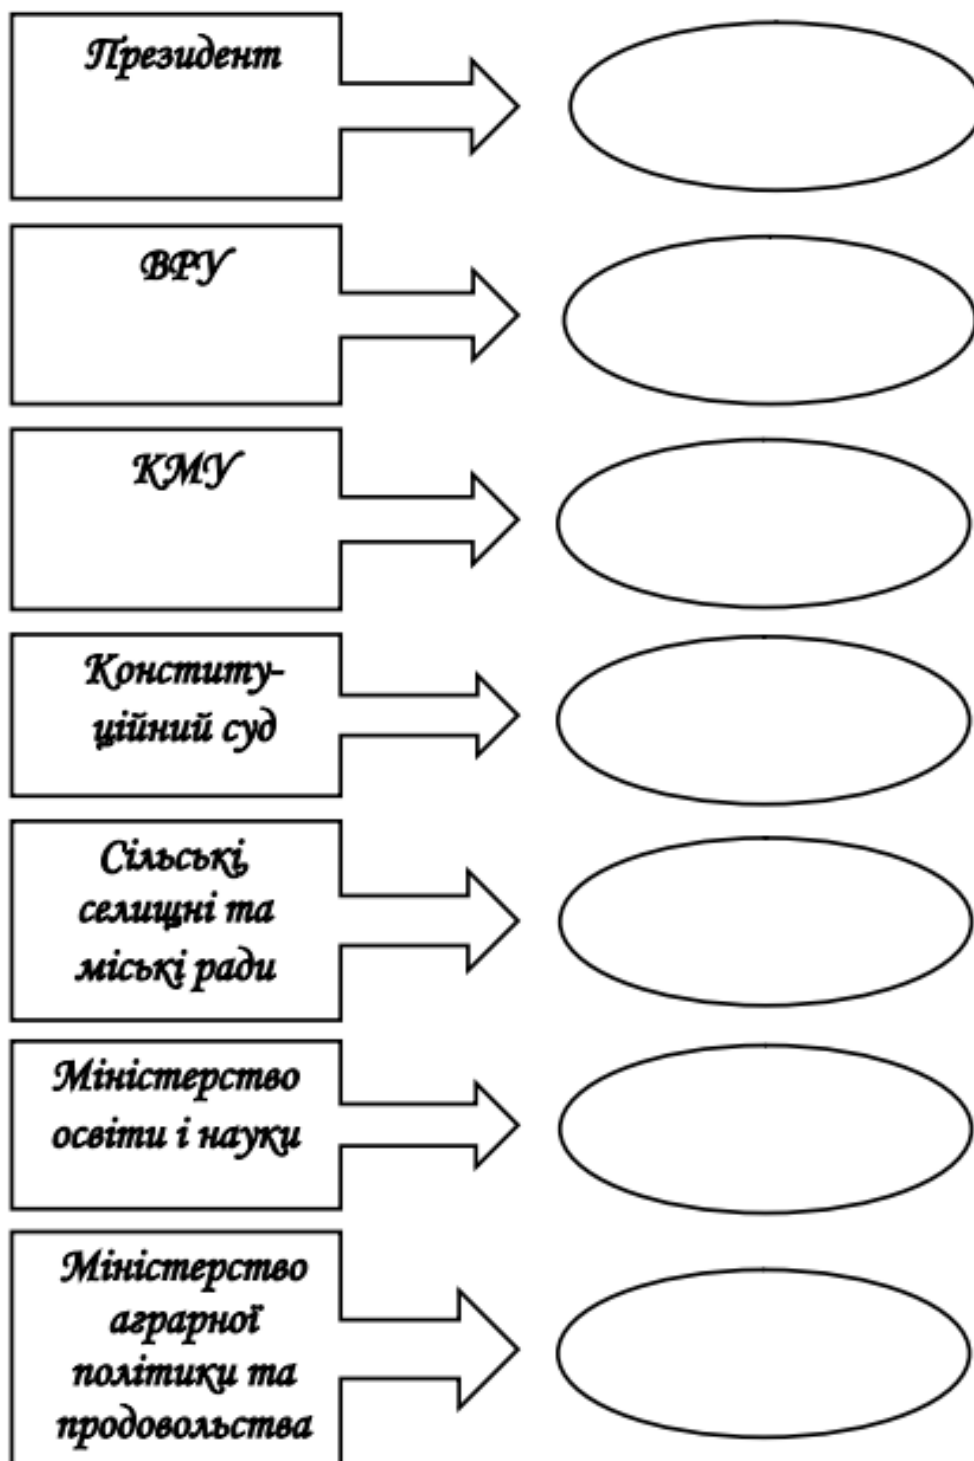 Президент
ВРУ
КМУ
Конститу-
ційний суд
Сільські,
селищні та
міські ради
Міністерство
освіти і науки
Міністерство
аграрної
політики та
продовольства